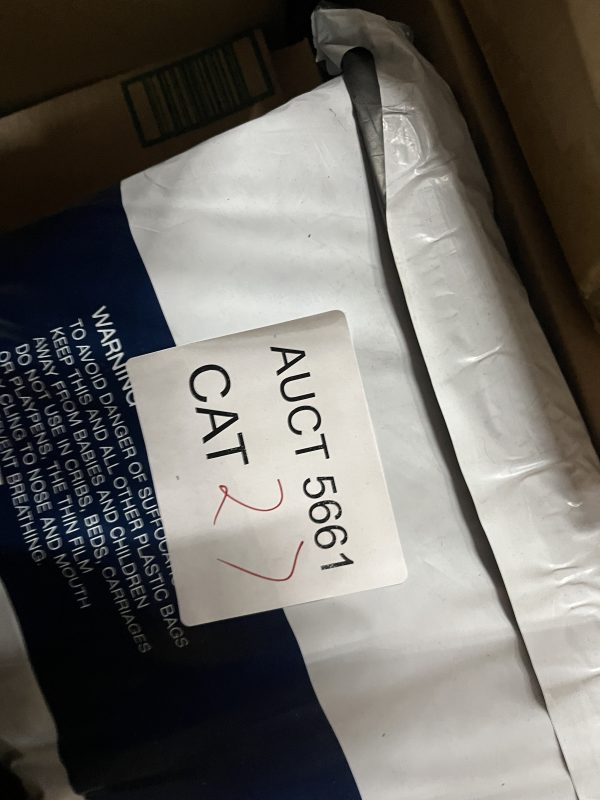 AUCT 5661
CAT 27
WARNING
TO AVOID DANGER OF
PLASTIC BAGS
KEEP THIS AND ALL OTHER
AWAY FROM BABIES AND CHILDREN
DO NOT USE IN CRIBS, BEDS, CARRIAGES
OR PLAYPENS. THE THIN FILM
CLING TO NOSE AND MOUTH
BREATHING.